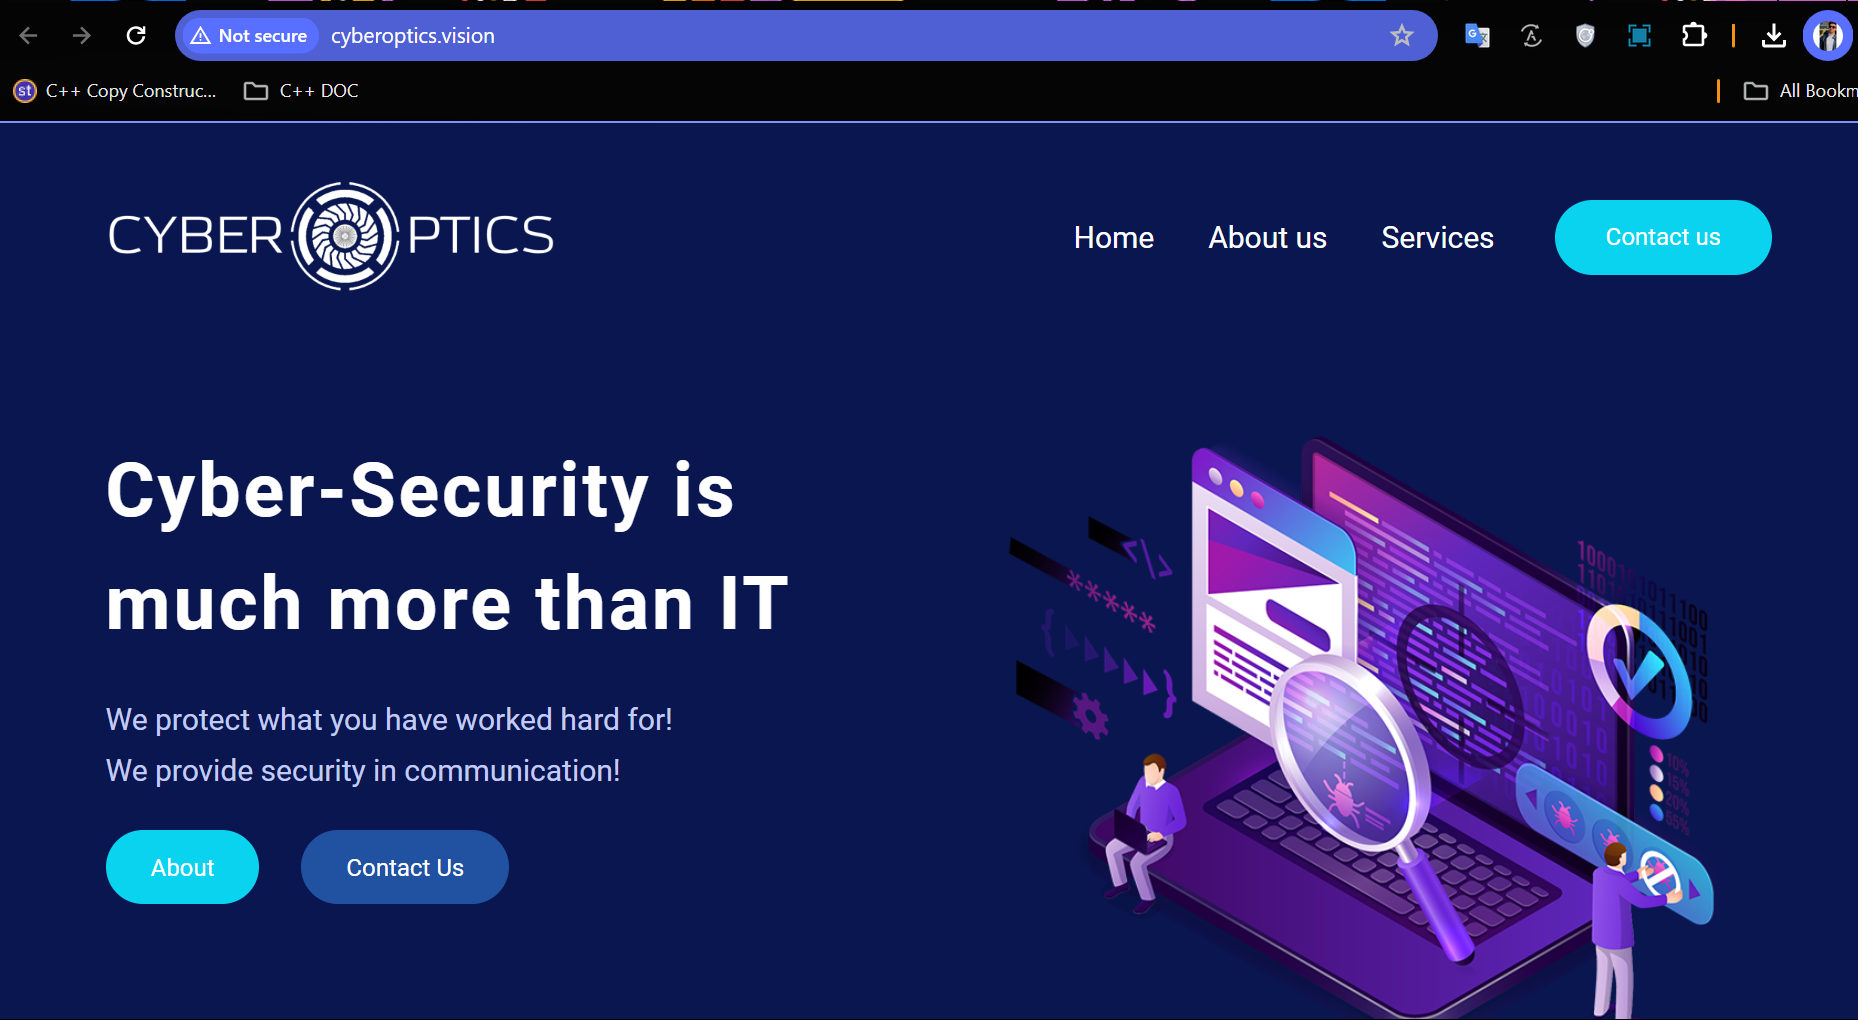 Not secure
cyberoptics.vision
C++ Copy Construc...
C++ DOC
All Bookm
CYBER PTICS
Home
About us
Services
Contact us
Cyber-Security is
much more than IT
We protect what you have worked hard for!
We provide security in communication!
About
Contact Us